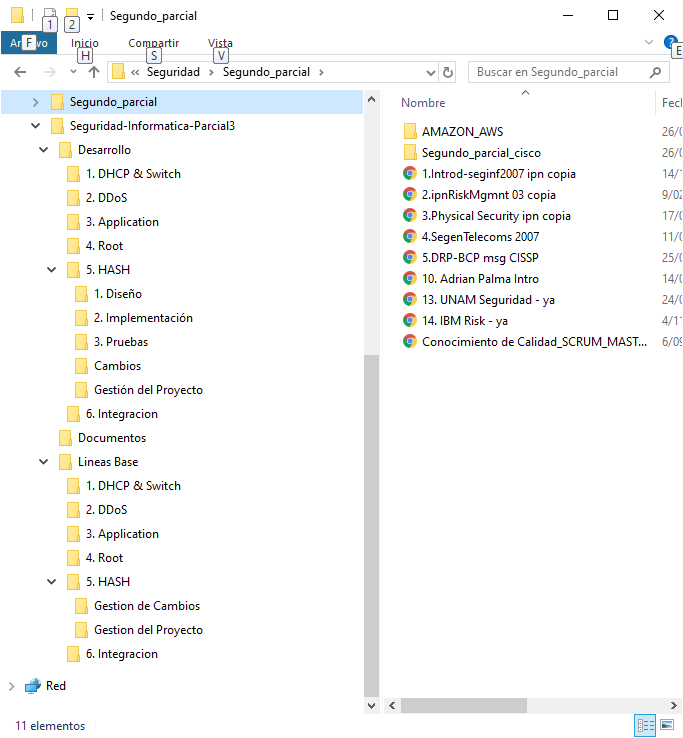 Segundo_parcial
1
2
Archivo
Inicio
Compartir
Vista
F
H
S
V
E
« Seguridad > Segundo_parcial >
Buscar en Segundo_parcial
Segundo_parcial
Seguridad-Informatica-Parcial3
Desarrollo
1. DHCP & Switch
2. DDoS
3. Application
4. Root
5. HASH
1. Diseño
2. Implementación
3. Pruebas
Cambios
Gestión del Proyecto
6. Integracion
Documentos
Lineas Base
1. DHCP & Switch
2. DDoS
3. Application
4. Root
5. HASH
Gestion de Cambios
Gestion del Proyecto
6. Integracion
Red
Nombre Fech
AMAZON_AWS 26/0
Segundo_parcial_cisco 26/0
1.Introd-seginf2007 ipn copia 14/1
2.ipnRiskMgmnt 03 copia 9/02
3.Physical Security ipn copia 17/0
4.SegenTelecoms 2007 11/0
5.DRP-BCP msg CISSP 25/0
10. Adrian Palma Intro 14/0
13. UNAM Seguridad - ya 24/0
14. IBM Risk - ya 4/11
Conocimiento de Calidad_SCRUM_MAST... 6/09
11 elementos